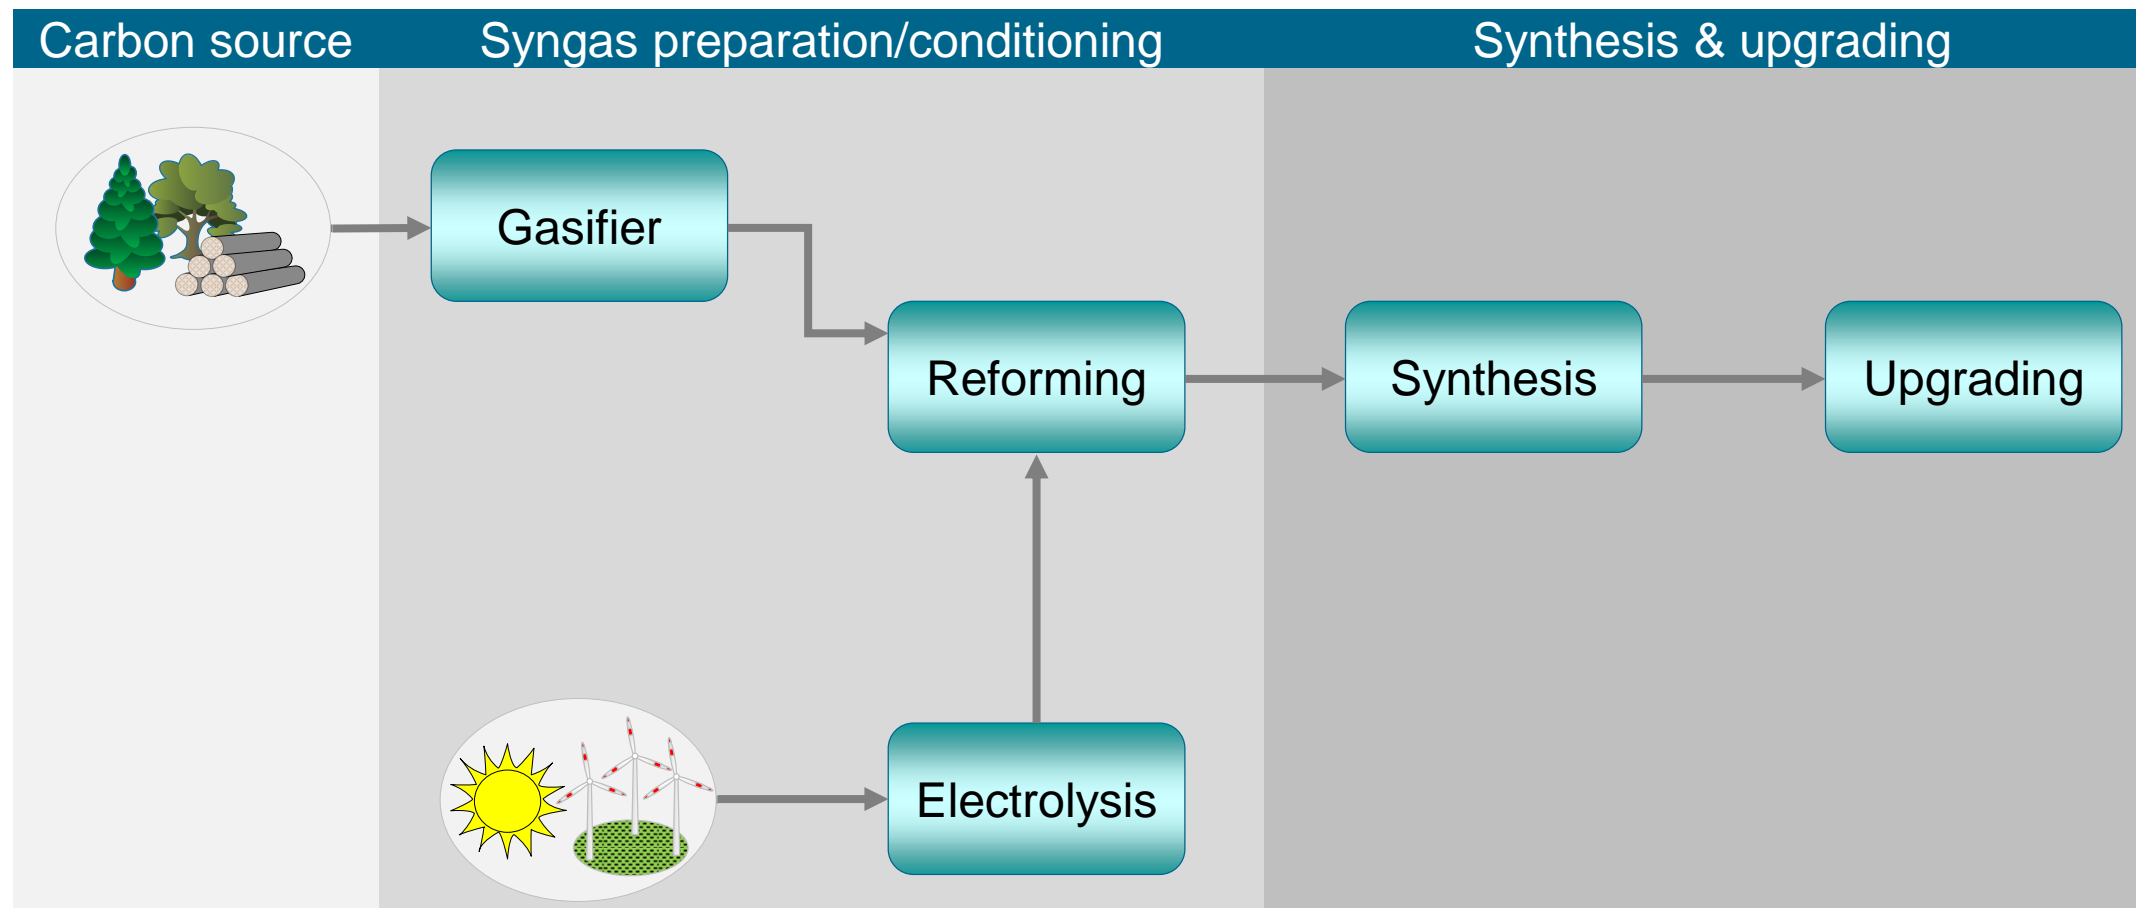 Carbon source
Syngas preparation/conditioning
Synthesis & upgrading
Gasifier
Reforming
Synthesis
Upgrading
Electrolysis